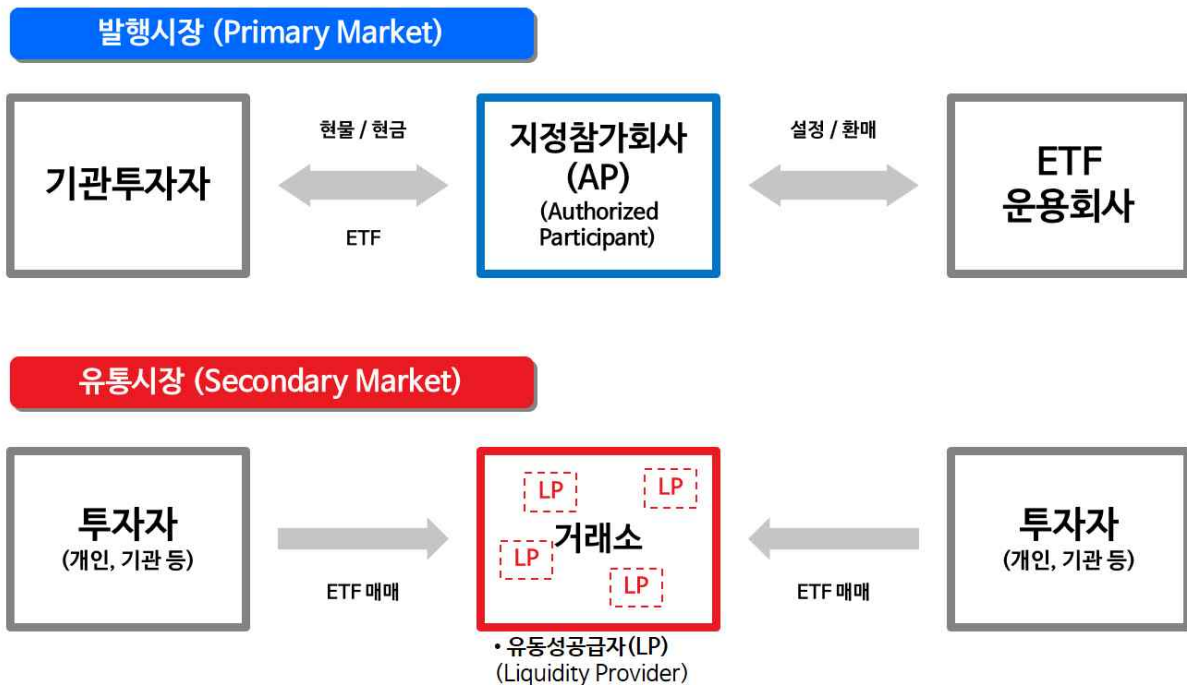 발행시장 (Primary Market)
기관투자자
현물 / 현금
ETF
지정참가회사
(AP)
(Authorized
Participant)
설정 / 환매
ETF
운용회사
유통시장 (Secondary Market)
투자자
(개인, 기관 등)
ETF 매매
LP
LP
거래소
LP
LP
ETF 매매
투자자
(개인, 기관 등)
• 유동성공급자(LP)
(Liquidity Provider)